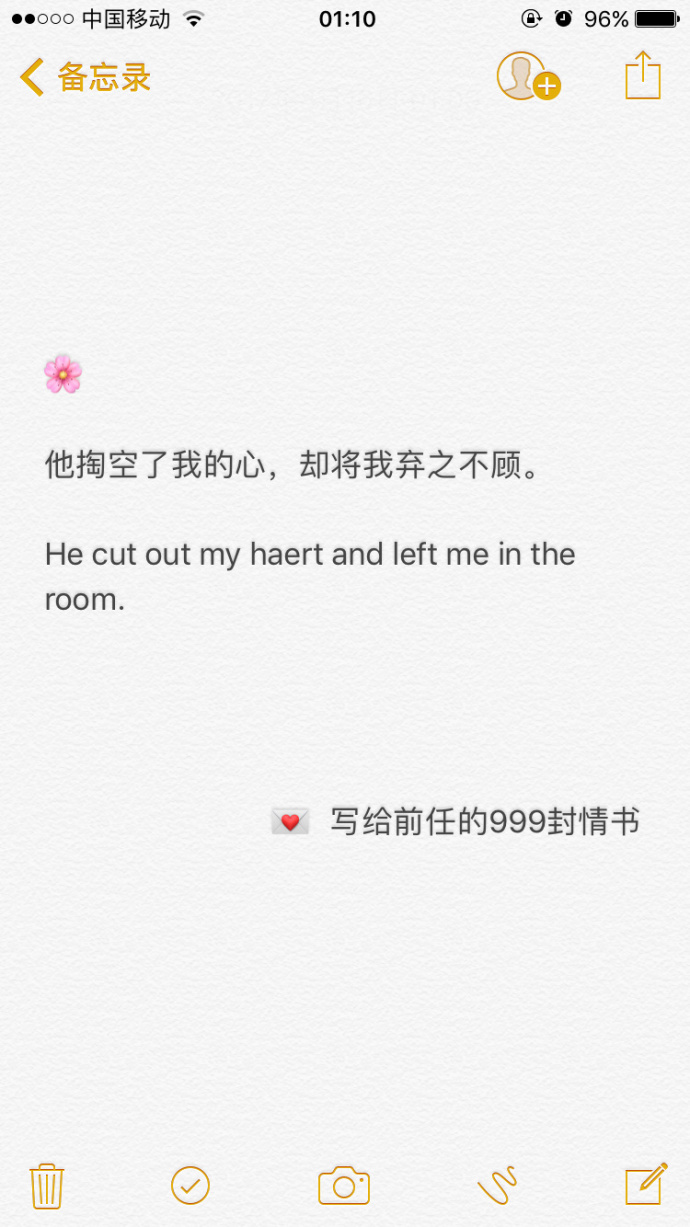 中国移动 01:10 96%
备忘录
他掏空了我的心，却将我弃之不顾。
He cut out my haert and left me in the
room.
写给前任的999封情书